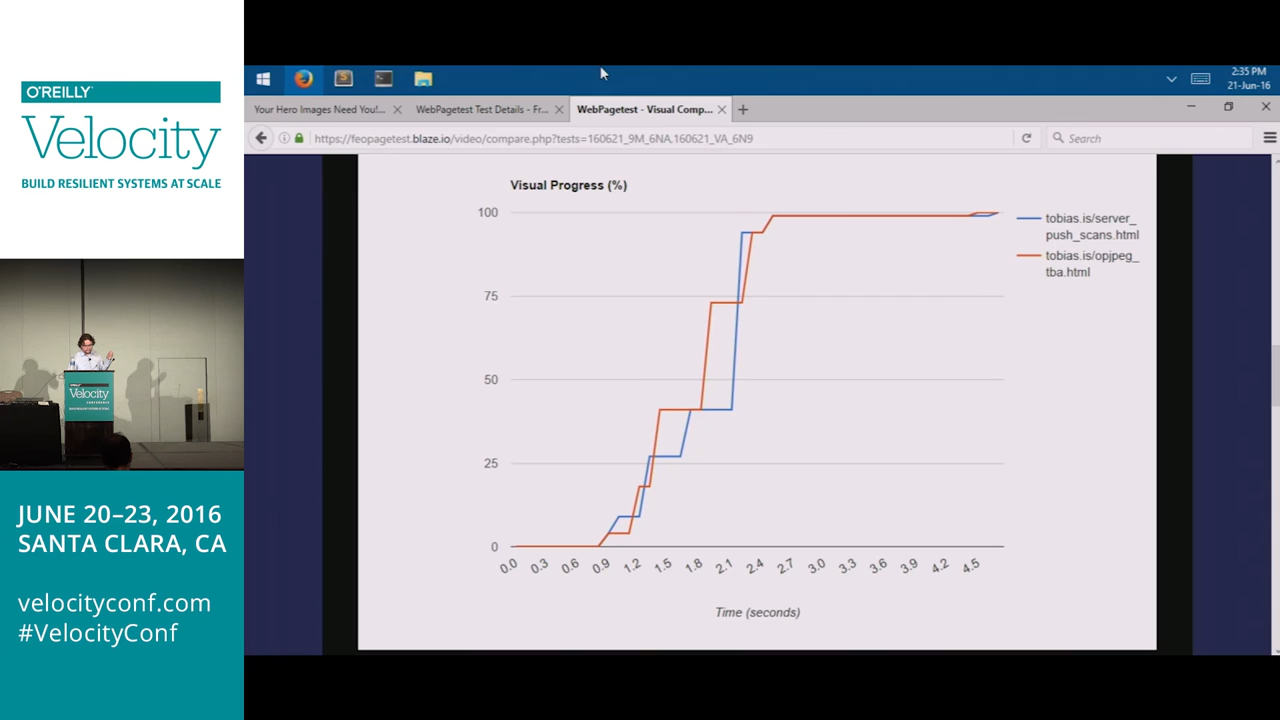 O'REILLY
Velocity
BUILD RESILIENT SYSTEMS AT SCALE
Velocity
JUNE 20–23, 2016
SANTA CLARA, CA
velocityconf.com
#VelocityConf
2:35 PM
21-Jun-16
Your Hero Images Need You!...
WebPagetest Test Details - Fr...
WebPagetest - Visual Comp...
https://feopagetest.blaze.io/video/compare.php?tests=160621_9M_6NA,160621_VA_6N9
Search
Visual Progress (%)
100
75
50
25
0
0.0 0.3 0.6 0.9 1.2 1.5 1.8 2.1 2.4 2.7 3.0 3.3 3.6 3.9 4.2 4.5
Time (seconds)
tobias.is/server_
push_scans.html
tobias.is/opjpeg_
tba.html